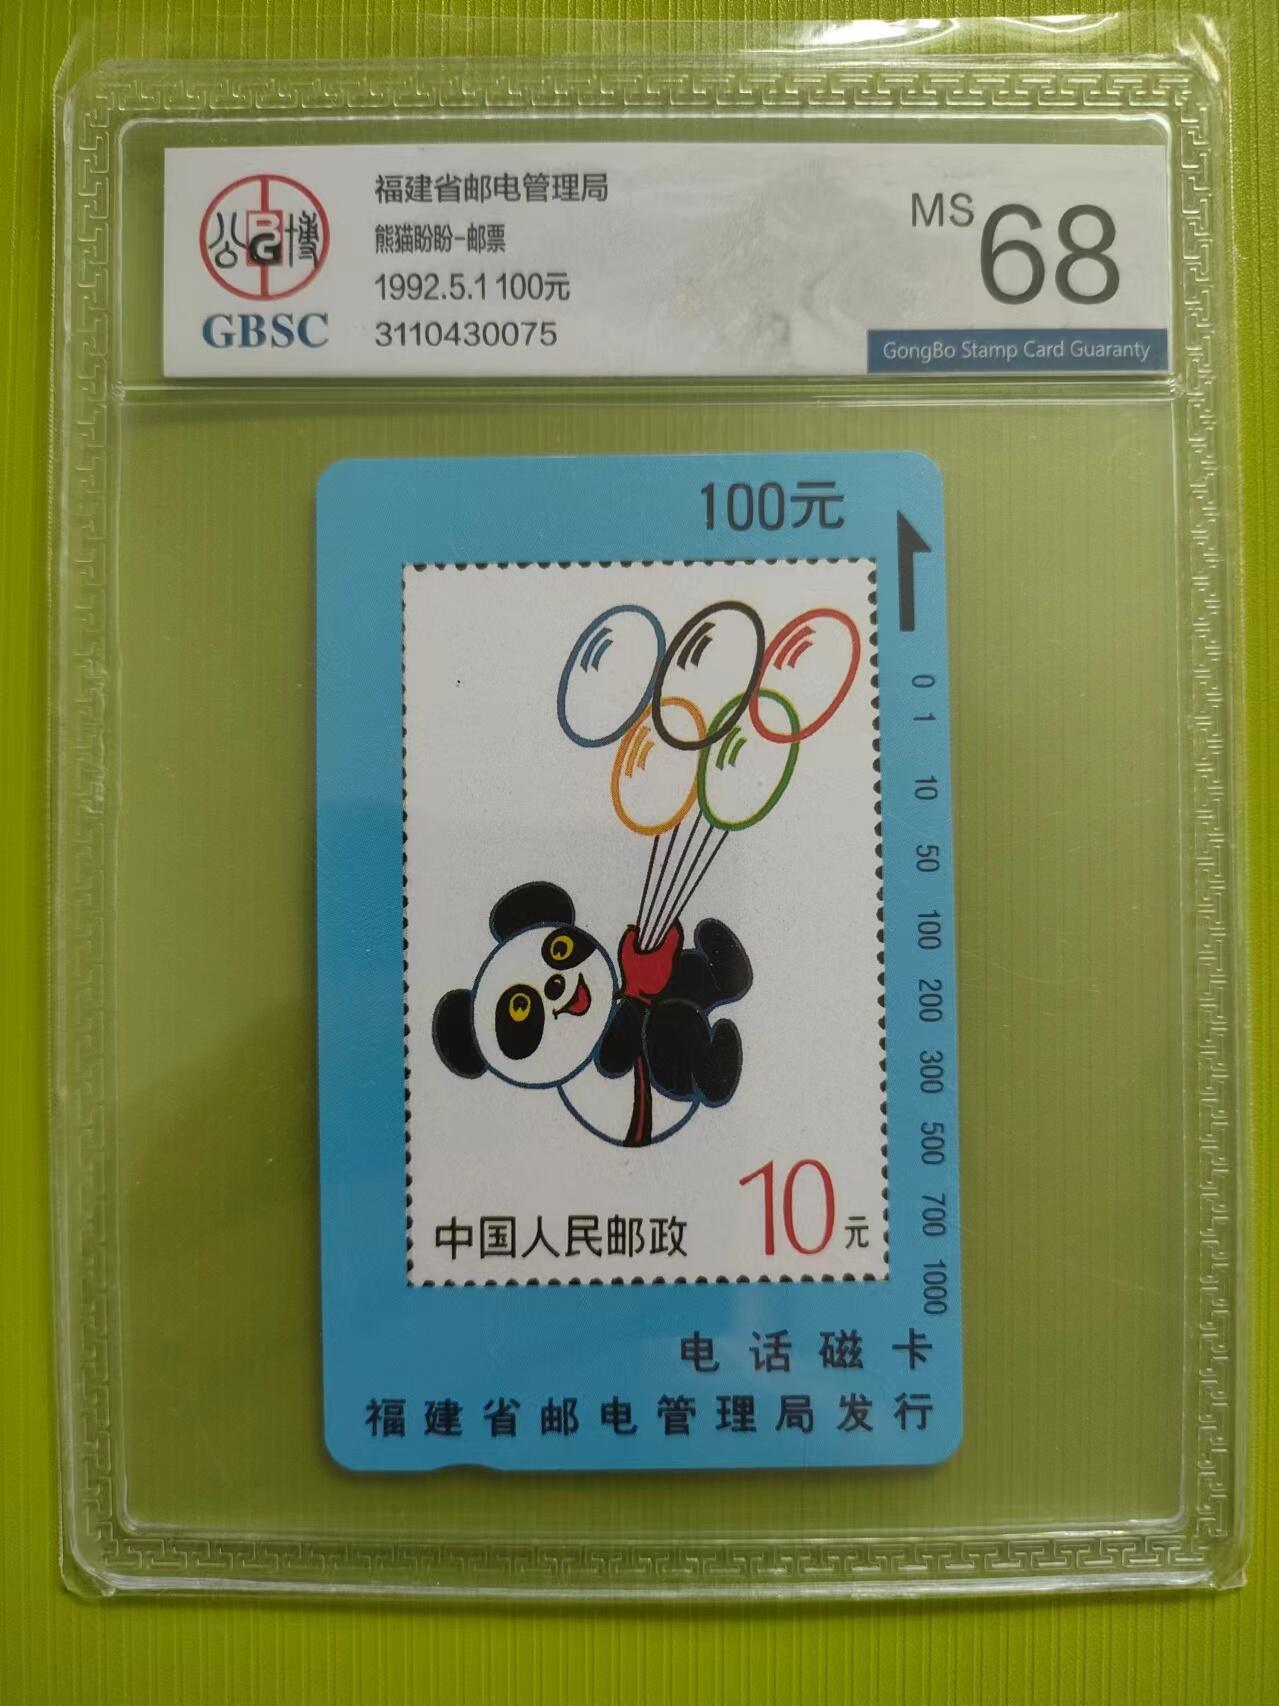 公博
BG
GBSC
福建省邮电管理局
熊猫盼盼-邮票
1992.5.1 100元
3110430075
MS 68
GongBo Stamp Card Guaranty
100元
0 1 10 50 100 200 300 500 700 1000
中国人民邮政
10元
电话磁卡
福建省邮电管理局发行